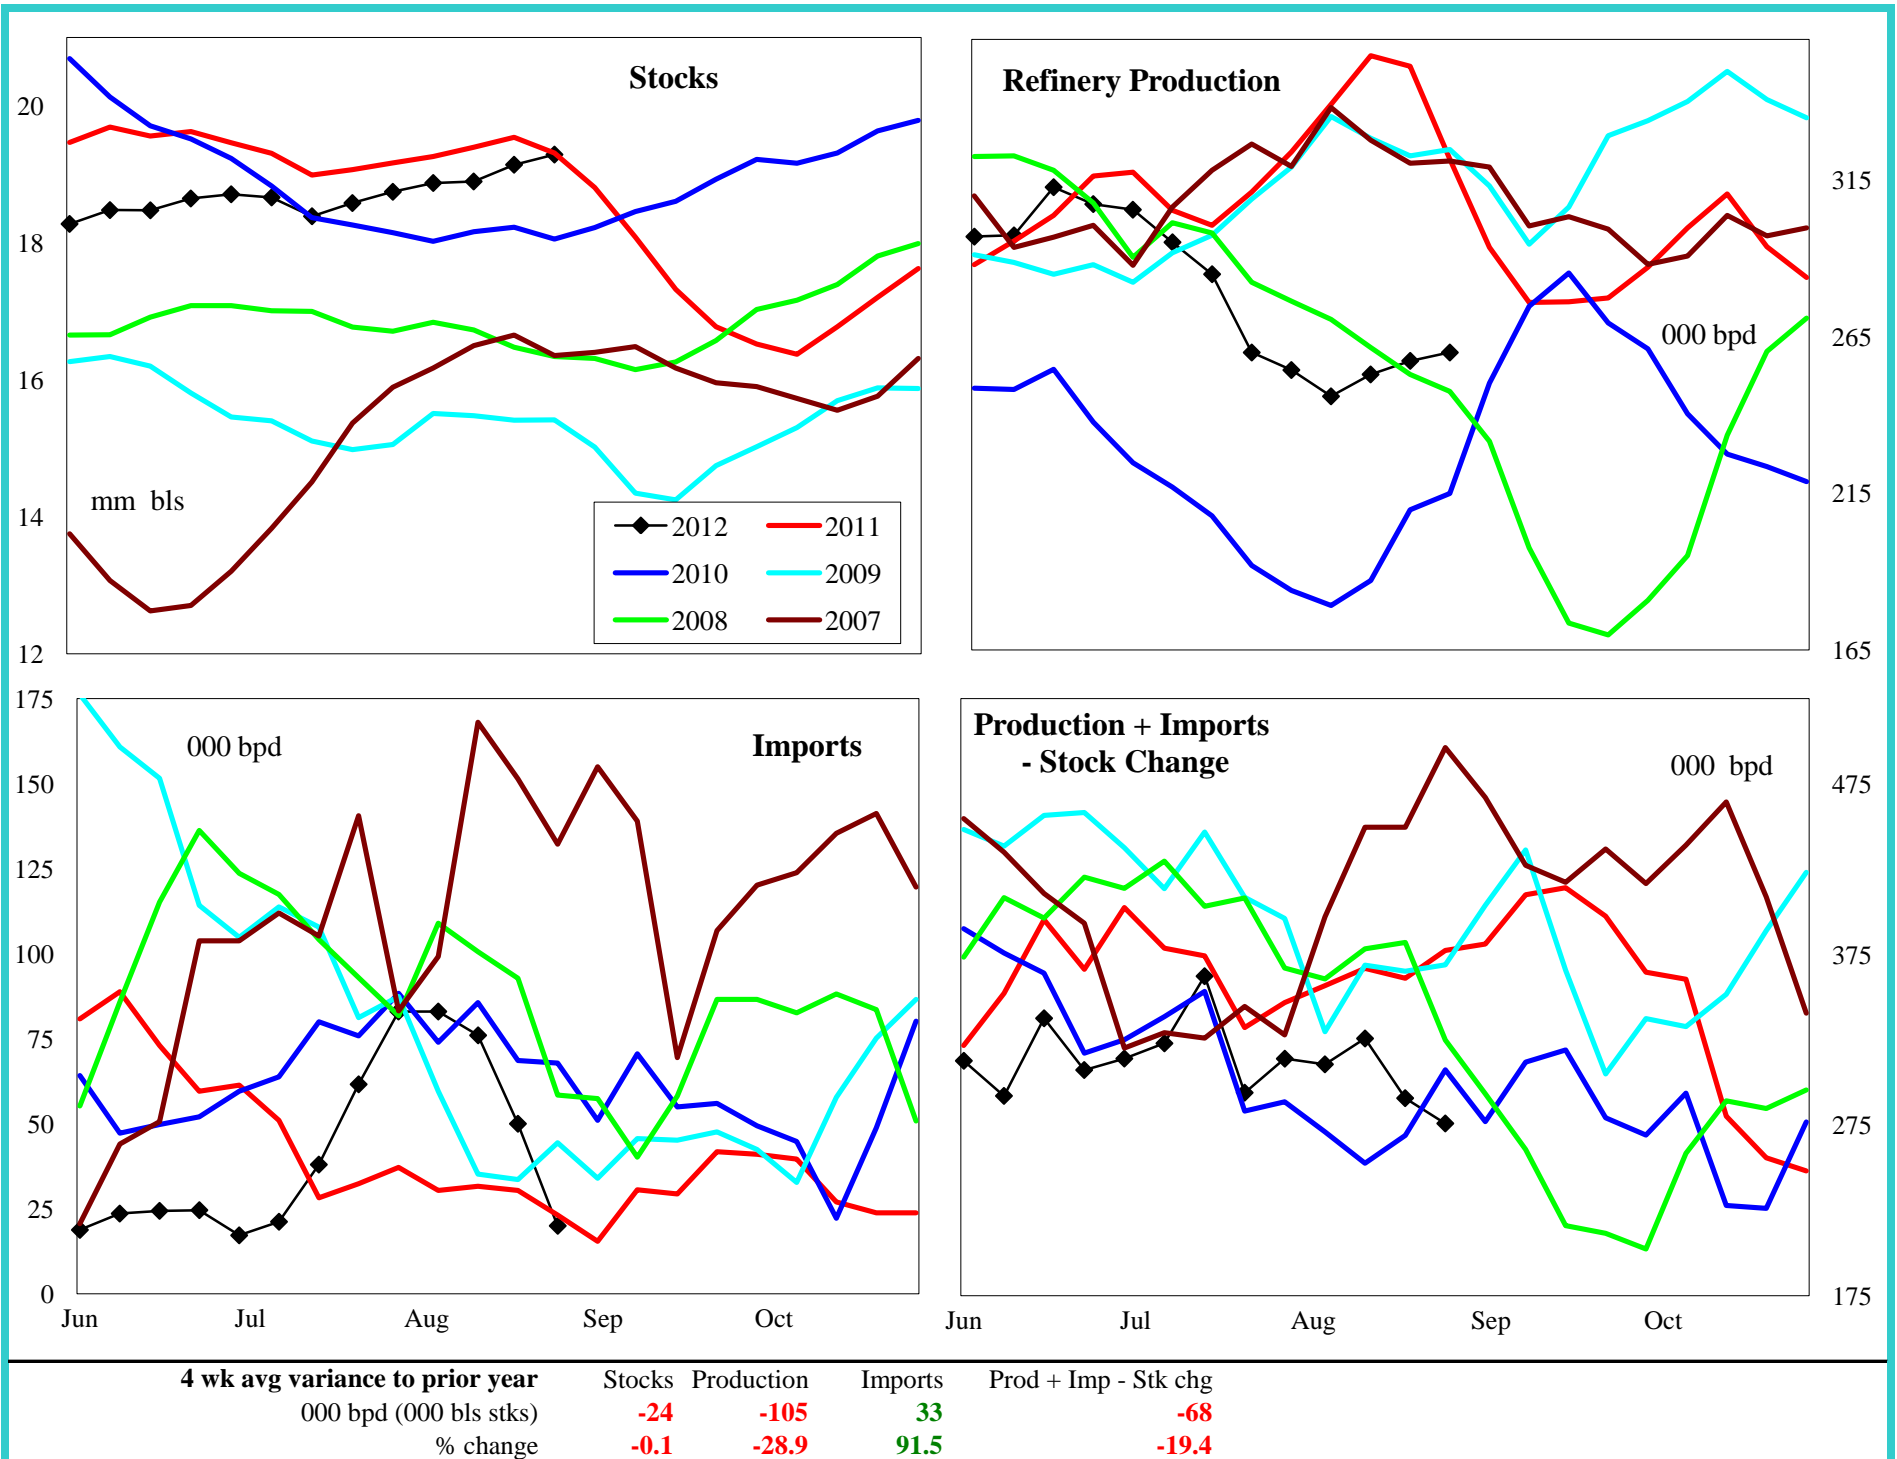 Stocks
20
18
16
14
12
mm bls
2012
2011
2010
2009
2008
2007
Refinery Production
315
265
215
165
000 bpd
175
150
125
100
75
50
25
0
000 bpd
Imports
Jun Jul Aug Sep Oct
Production + Imports
- Stock Change
000 bpd
475
375
275
175
Jun Jul Aug Sep Oct
4 wk avg variance to prior year Stocks Production Imports Prod + Imp - Stk chg
000 bpd (000 bls stks) -24 -105 33 -68
% change -0.1 -28.9 91.5 -19.4